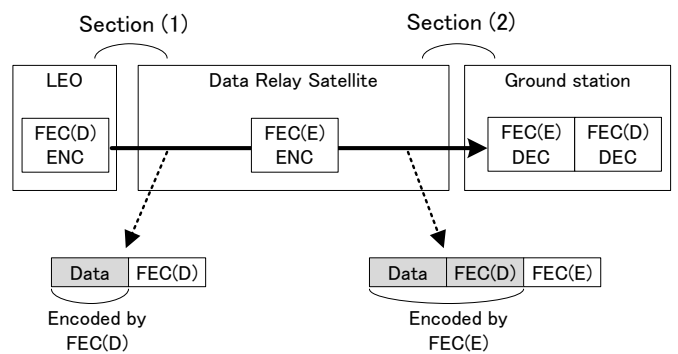 Section (1)
Section (2)
LEO
Data Relay Satellite
Ground station
FEC(D)
ENC
FEC(E)
ENC
FEC(E)
DEC
FEC(D)
DEC
Data
FEC(D)
Data
FEC(D)
FEC(E)
Encoded by
FEC(D)
Encoded by
FEC(E)